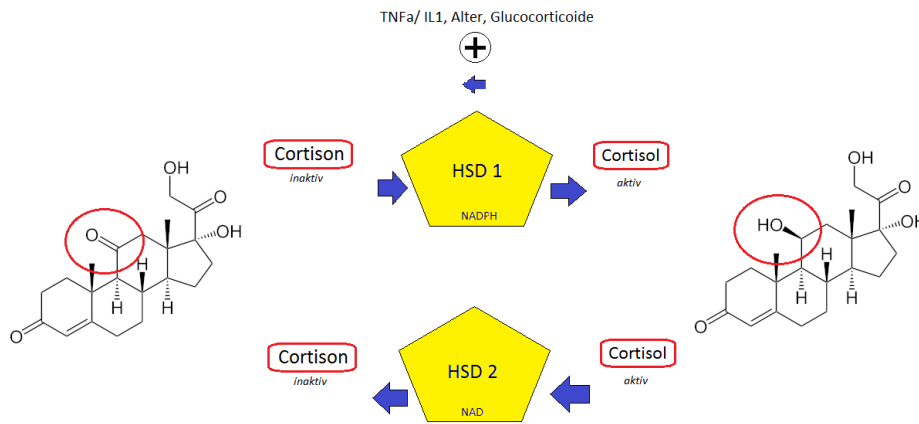 TNFa/ IL1, Alter, Glucocorticoide
Cortison
inaktiv
HSD 1
NADPH
Cortisol
aktiv
OH
O
O
OH
H
H
H
O
OH
O
HO
OH
H
H
H
O
Cortison
inaktiv
HSD 2
NAD
Cortisol
aktiv